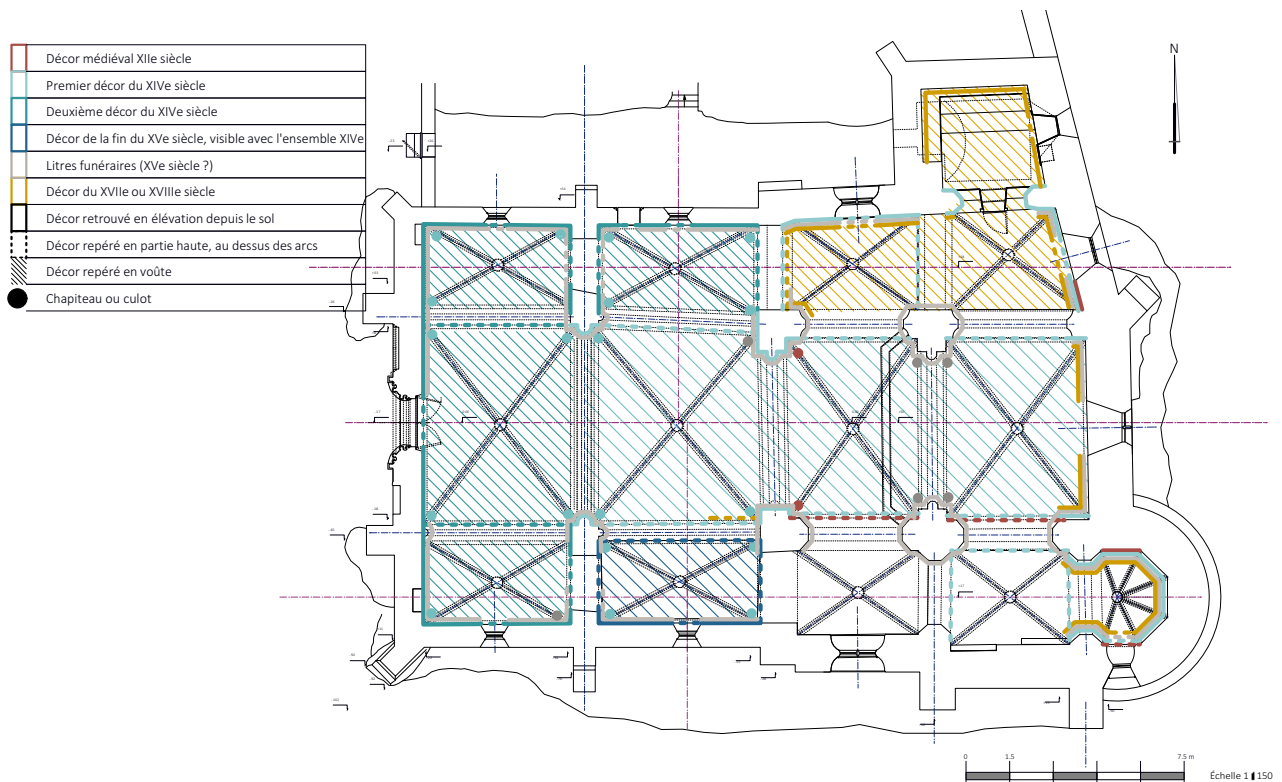 Décor médiéval XIIe siècle
Premier décor du XIVe siècle
Deuxième décor du XIVe siècle
Décor de la fin du XVe siècle, visible avec l'ensemble XIVe
Litres funéraires (XVe siècle ?)
Décor du XVIIe ou XVIIIe siècle
Décor retrouvé en élévation depuis le sol
Décor repéré en partie haute, au dessus des arcs
Décor repéré en voûte
Chapiteau ou culot
N
0 1.5 7.5 m
Échelle 1 150